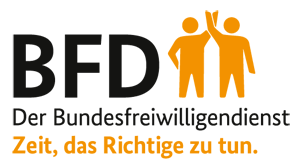 BFD
Der Bundesfreiwilligendienst
Zeit, das Richtige zu tun.